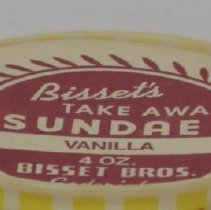 Bisset's
TAKE AWA
SUNDAE
VANILLA
4 OZ.
BISSET BROS.